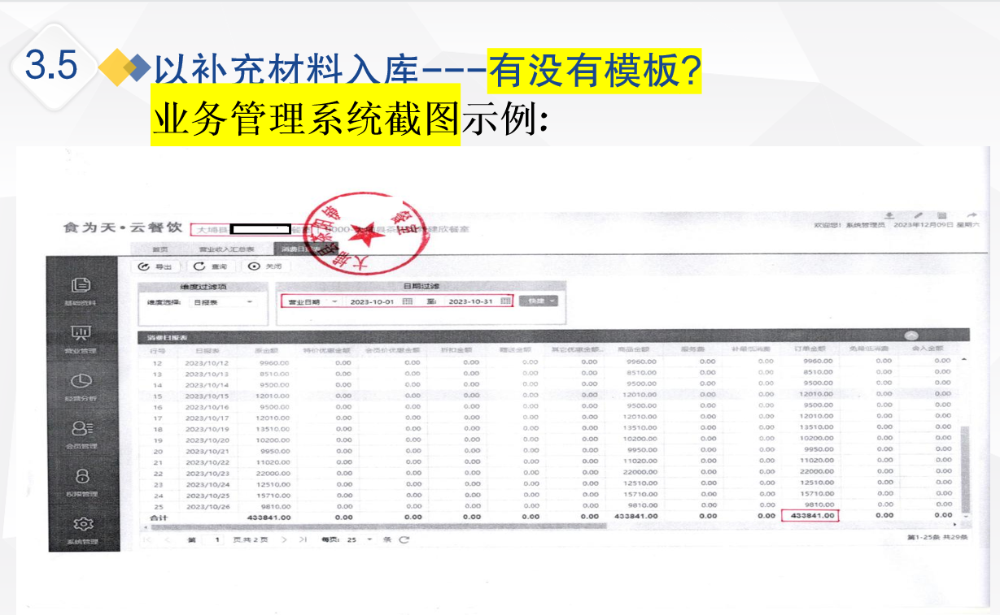 3.5
以补充材料入库---有没有模板?
业务管理系统截图示例:
食为天·云餐饮 大埔县
欢迎您! 系统管理员 2023年12月09日 星期六
首页 营业收入汇总表 消费日报表
导出 查询 关闭
维度过滤项 日期过滤
维度选择: 日报表 营业日期 2023-10-01 至: 2023-10-31 快捷
基础资料
营业管理
经营分析
会员管理
权限管理
系统管理
消费日报表
行号 日报表 原金额 特价优惠金额 会员价优惠金额 折扣金额 赠送金额 其它优惠金额... 商品金额 服务费 补单低消费 订单金额 免单低消费 舍入金额
12 2023/10/12 9960.00 0.00 0.00 0.00 0.00 0.00 9960.00 0.00 0.00 9960.00 0.00 0.00
13 2023/10/13 8510.00 0.00 0.00 0.00 0.00 0.00 8510.00 0.00 0.00 8510.00 0.00 0.00
14 2023/10/14 9500.00 0.00 0.00 0.00 0.00 0.00 9500.00 0.00 0.00 9500.00 0.00 0.00
15 2023/10/15 12010.00 0.00 0.00 0.00 0.00 0.00 12010.00 0.00 0.00 12010.00 0.00 0.00
16 2023/10/16 9500.00 0.00 0.00 0.00 0.00 0.00 9500.00 0.00 0.00 9500.00 0.00 0.00
17 2023/10/17 12010.00 0.00 0.00 0.00 0.00 0.00 12010.00 0.00 0.00 12010.00 0.00 0.00
18 2023/10/19 13510.00 0.00 0.00 0.00 0.00 0.00 13510.00 0.00 0.00 13510.00 0.00 0.00
19 2023/10/20 10200.00 0.00 0.00 0.00 0.00 0.00 10200.00 0.00 0.00 10200.00 0.00 0.00
20 2023/10/21 9950.00 0.00 0.00 0.00 0.00 0.00 9950.00 0.00 0.00 9950.00 0.00 0.00
21 2023/10/22 11020.00 0.00 0.00 0.00 0.00 0.00 11020.00 0.00 0.00 11020.00 0.00 0.00
22 2023/10/23 22000.00 0.00 0.00 0.00 0.00 0.00 22000.00 0.00 0.00 22000.00 0.00 0.00
23 2023/10/24 12510.00 0.00 0.00 0.00 0.00 0.00 12510.00 0.00 0.00 12510.00 0.00 0.00
24 2023/10/25 15710.00 0.00 0.00 0.00 0.00 0.00 15710.00 0.00 0.00 15710.00 0.00 0.00
25 2023/10/26 9810.00 0.00 0.00 0.00 0.00 0.00 9810.00 0.00 0.00 9810.00 0.00 0.00
合计 433841.00 0.00 0.00 0.00 0.00 0.00 433841.00 0.00 0.00 433841.00 0.00 0.00
第 1 页共2页 每页: 25 条 第1-25条 共29条